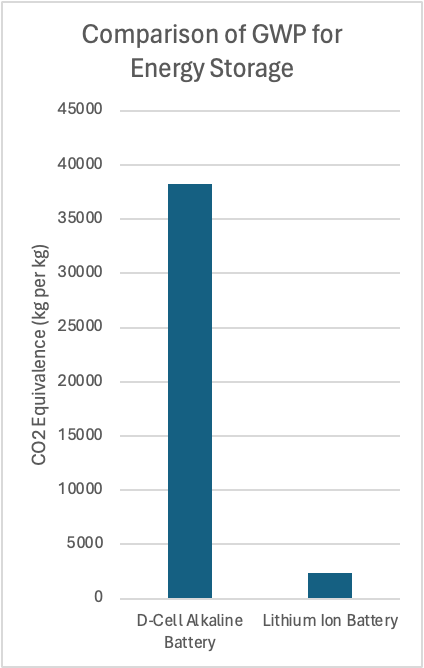 Comparison of GWP for
Energy Storage
CO2 Equivalence (kg per kg)
45000
40000
35000
30000
25000
20000
15000
10000
5000
0
D-Cell Alkaline
Battery
Lithium Ion Battery